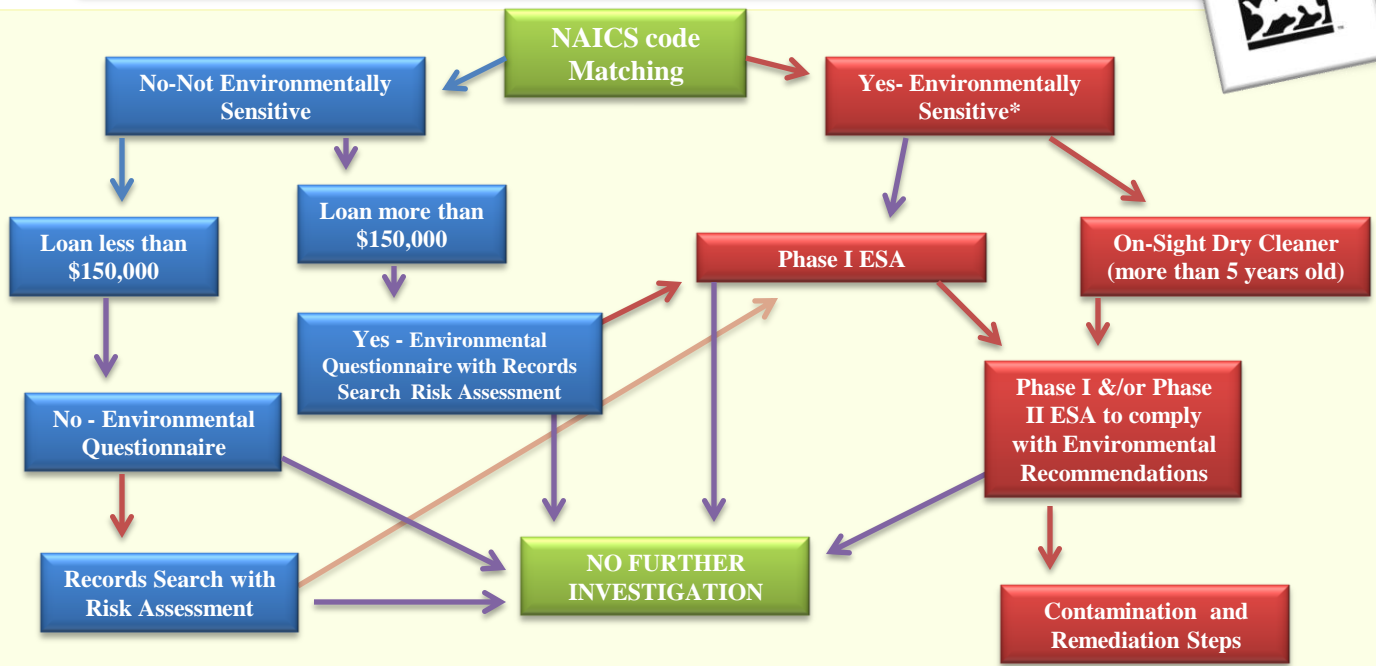 NAICS code
Matching
No-Not Environmentally
Sensitive
Yes- Environmentally
Sensitive*
Loan less than
$150,000
Loan more than
$150,000
Phase I ESA
On-Sight Dry Cleaner
(more than 5 years old)
Yes - Environmental
Questionnaire with Records
Search Risk Assessment
Phase I &/or Phase
II ESA to comply
with Environmental
Recommendations
No - Environmental
Questionnaire
Records Search with
Risk Assessment
NO FURTHER
INVESTIGATION
Contamination and
Remediation Steps